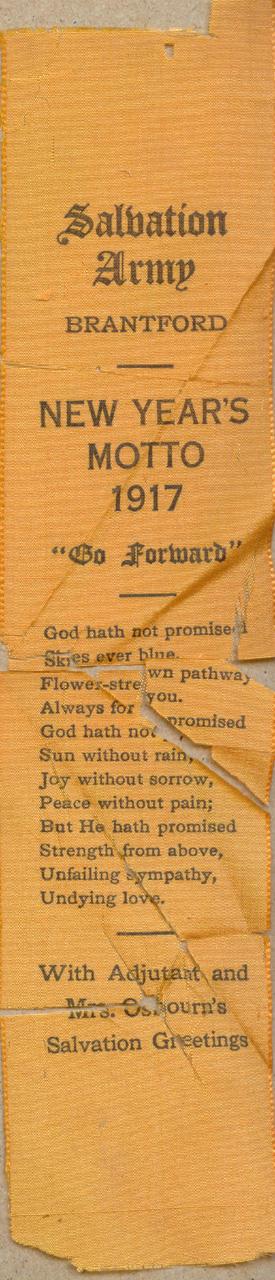 Salvation
Army
BRANTFORD
NEW YEAR'S
MOTTO
1917
"Go Forward"
God hath not promised
Skies ever blue.
Flower-strewn pathway
Always for you.
God hath not promised
Sun without rain,
Joy without sorrow,
Peace without pain;
But He hath promised
Strength from above,
Unfailing sympathy,
Undying love.
With Adjutant and
Mrs. Osbourn's
Salvation Greetings